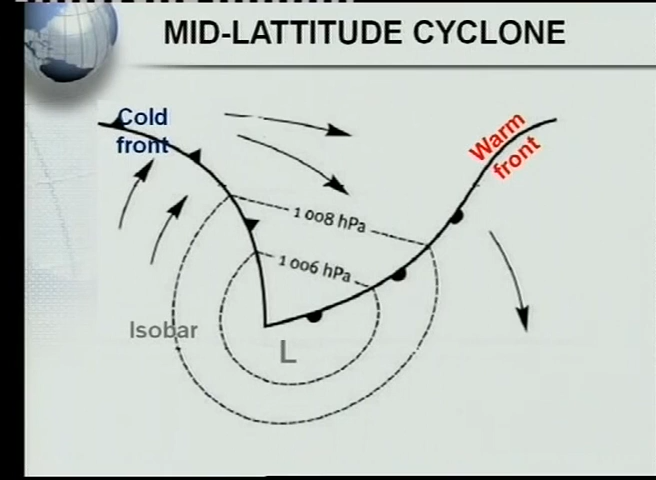 MID-LATTITUDE CYCLONE
Cold
front
Warm
front
1 008 hPa
1 006 hPa
Isobar
L